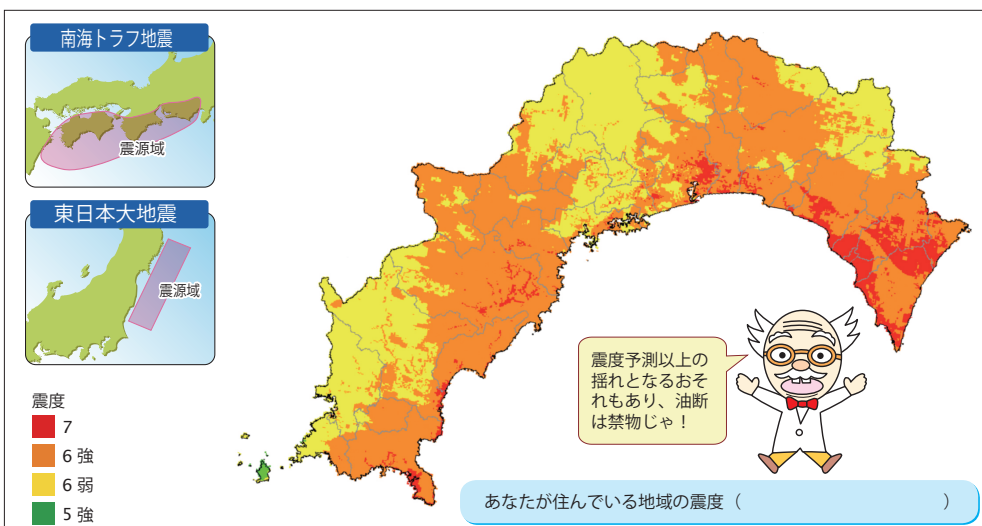 南海トラフ地震
震源域
東日本大地震
震源域
震度
7
6 強
6 弱
5 強
震度予測以上の
揺れとなるおそ
れもあり、油断
は禁物じゃ！
あなたが住んでいる地域の震度（　　　　　　　　　　）